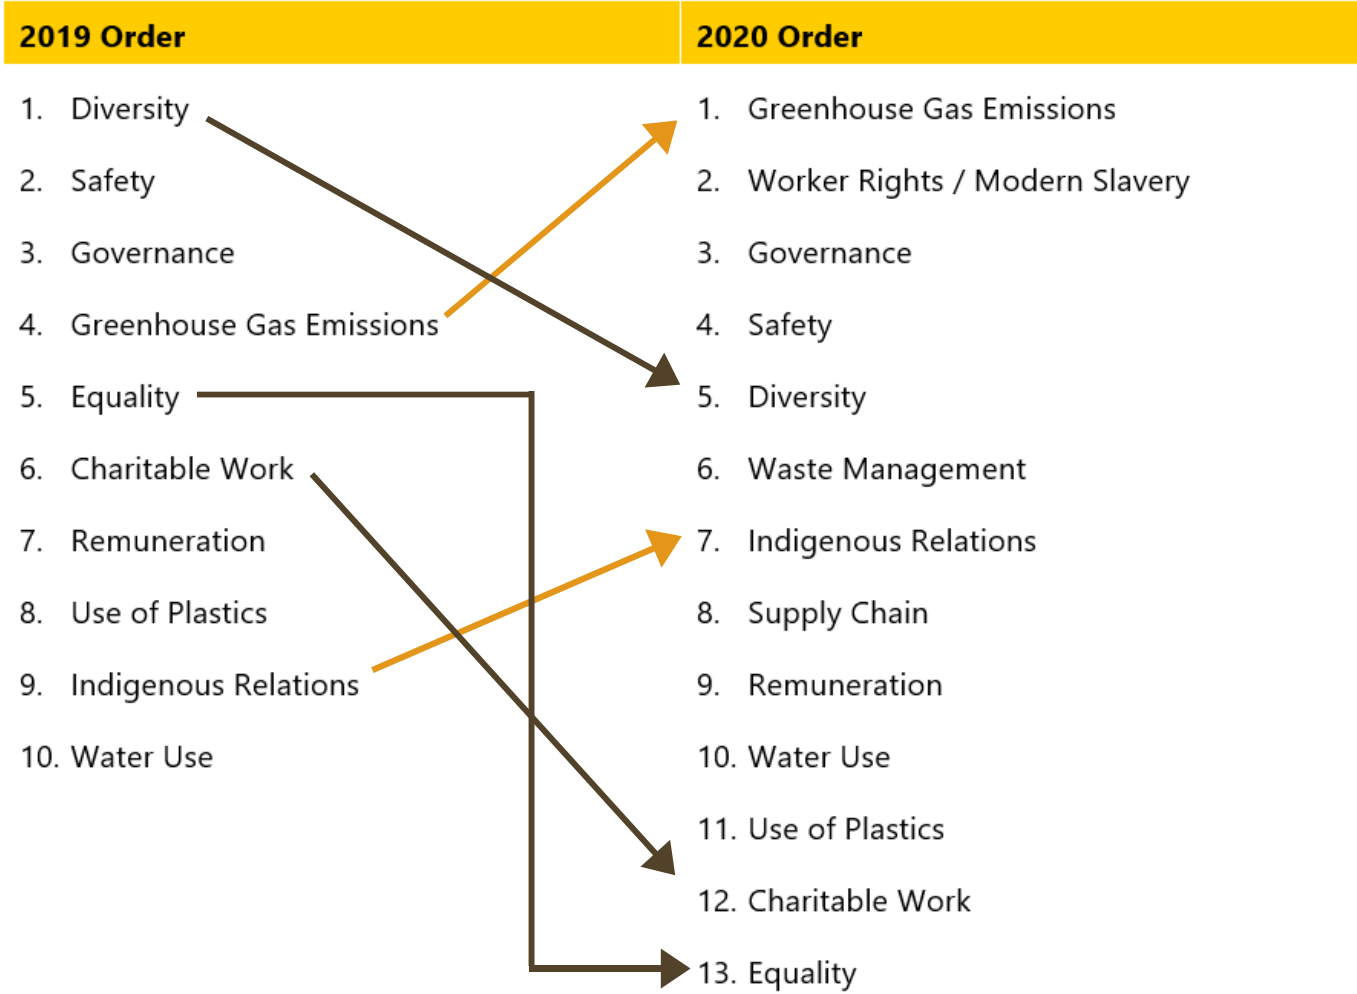 2019 Order
1. Diversity
2. Safety
3. Governance
4. Greenhouse Gas Emissions
5. Equality
6. Charitable Work
7. Remuneration
8. Use of Plastics
9. Indigenous Relations
10. Water Use
2020 Order
1. Greenhouse Gas Emissions
2. Worker Rights / Modern Slavery
3. Governance
4. Safety
5. Diversity
6. Waste Management
7. Indigenous Relations
8. Supply Chain
9. Remuneration
10. Water Use
11. Use of Plastics
12. Charitable Work
13. Equality